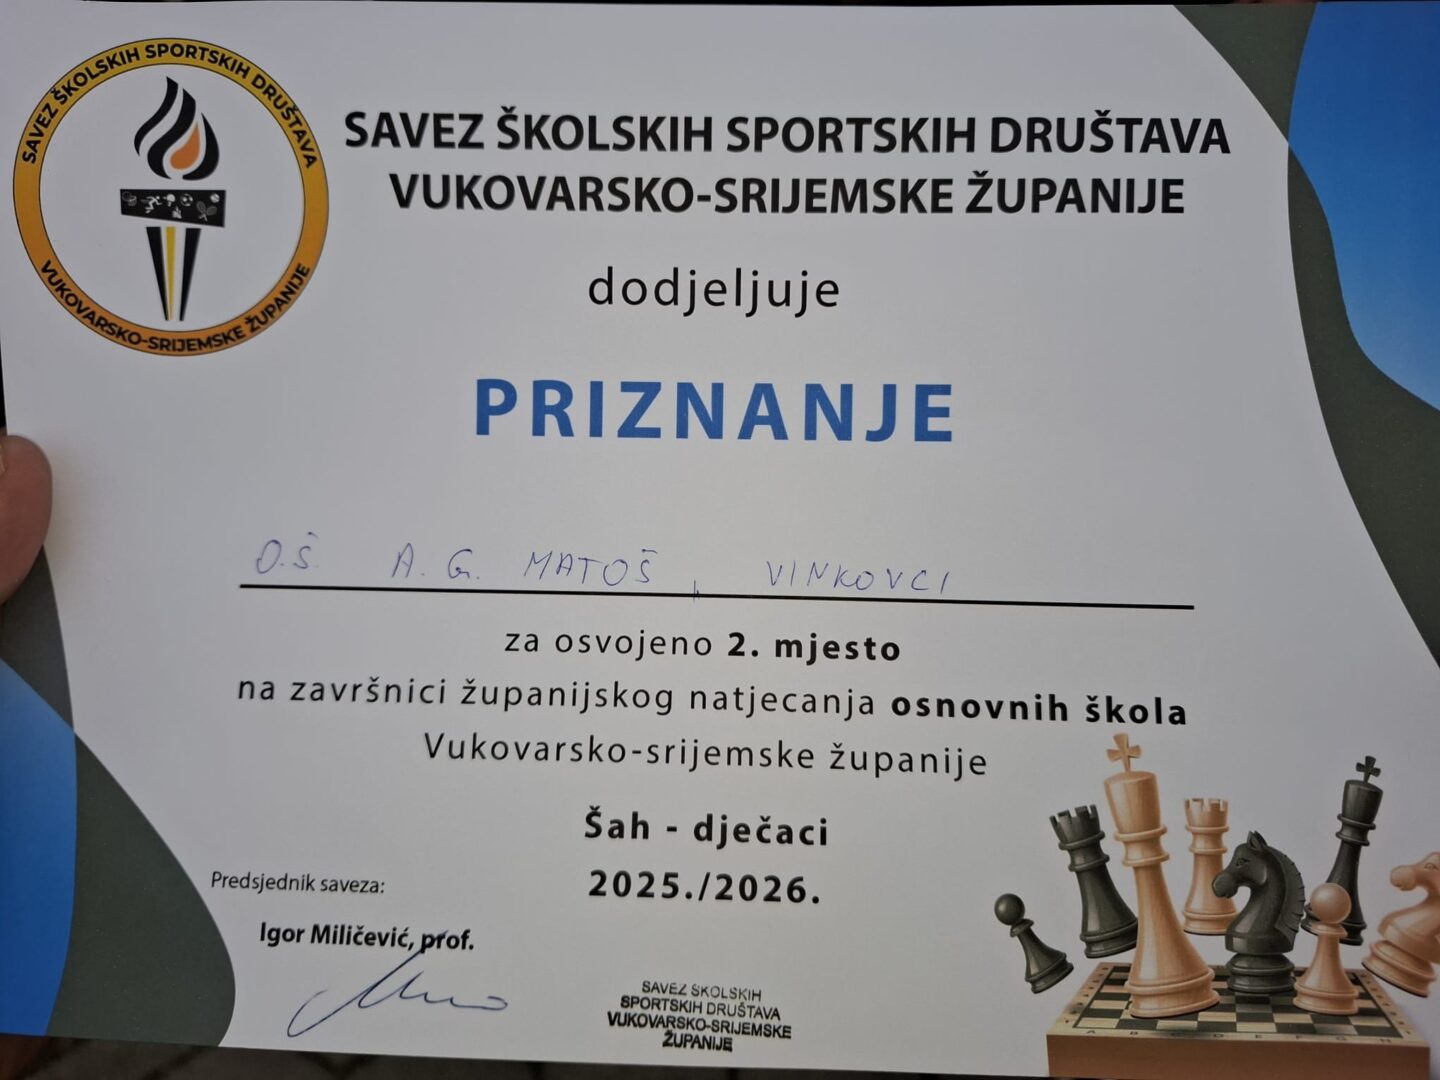 SAVEZ ŠKOLSKIH SPORTSKIH DRUŠTAVA
VUKOVARSKO-SRIJEMSKE ŽUPANIJE
SAVEZ ŠKOLSKIH SPORTSKIH DRUŠTAVA
VUKOVARSKO-SRIJEMSKE ŽUPANIJE
dodjeljuje
PRIZNANJE
O.Š. A. G. MATOŠ, VINKOVCI
za osvojeno 2. mjesto
na završnici županijskog natjecanja osnovnih škola
Vukovarsko-srijemske županije
Šah - dječaci
2025./2026.
Predsjednik saveza:
Igor Miličević, prof.
SAVEZ ŠKOLSKIH
SPORTSKIH DRUŠTAVA
VUKOVARSKO-SRIJEMSKE
ŽUPANIJE